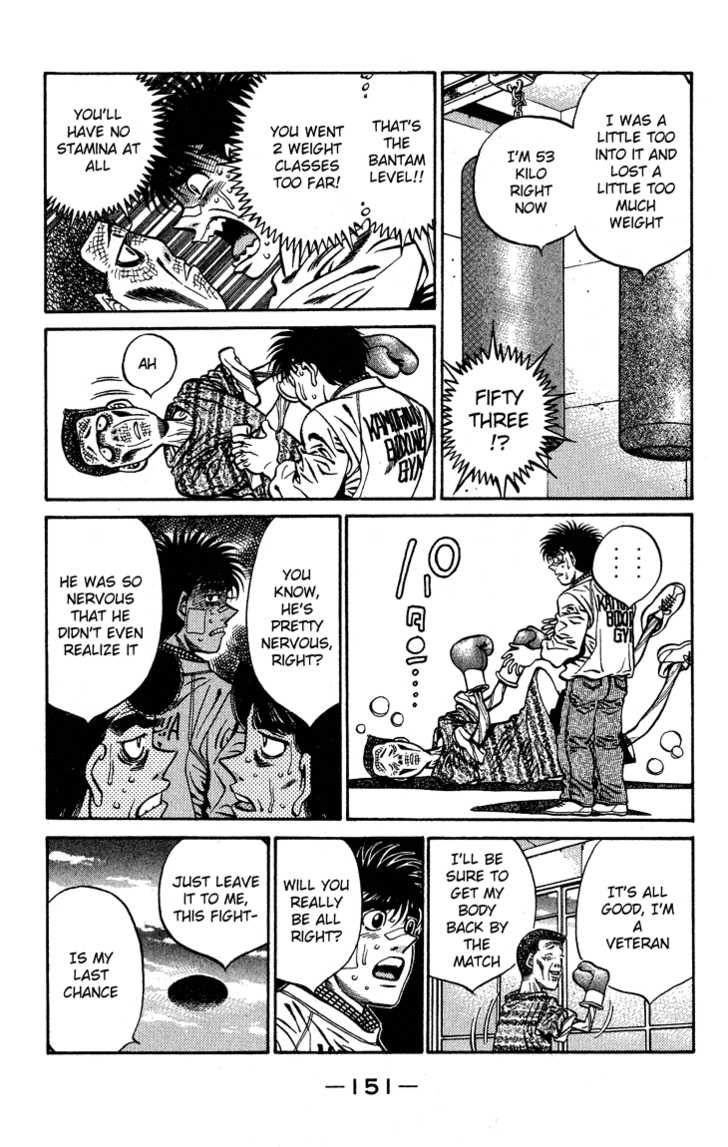 I WAS A
LITTLE TOO
INTO IT AND
LOST A
LITTLE TOO
MUCH
WEIGHT
I'M 53
KILO
RIGHT
NOW
FIFTY
THREE
!?
THAT'S
THE
BANTAM
LEVEL!!
YOU WENT
2 WEIGHT
CLASSES
TOO FAR!
YOU'LL
HAVE NO
STAMINA AT
ALL
AH
KAMOGAWA
BOXING
GYM
......
KAMO
BOXING
GY
YOU
KNOW,
HE'S
PRETTY
NERVOUS,
RIGHT?
HE WAS SO
NERVOUS
THAT HE
DIDN'T EVEN
REALIZE IT
IT'S ALL
GOOD, I'M
A
VETERAN
I'LL BE
SURE TO
GET MY
BODY
BACK BY
THE
MATCH
WILL YOU
REALLY
BE ALL
RIGHT?
JUST LEAVE
IT TO ME,
THIS FIGHT-
IS MY
LAST
CHANCE
—151—